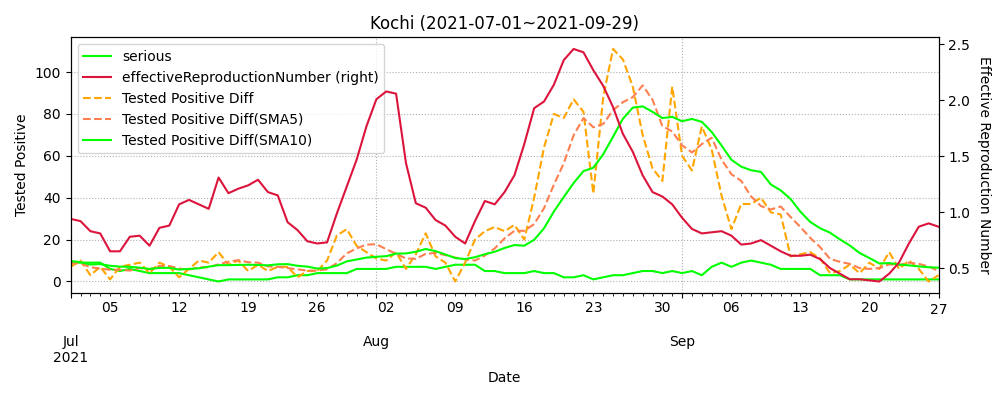 Kochi (2021-07-01~2021-09-29)
serious
effectiveReproductionNumber (right)
Tested Positive Diff
Tested Positive Diff(SMA5)
Tested Positive Diff(SMA10)
Tested Positive
100
80
60
40
20
0
2.5
2.0
1.5
1.0
0.5
Effective Reproduction Number
05 12 19 26 02 09 16 23 30 06 13 20 27
Jul Aug Sep
2021
Date